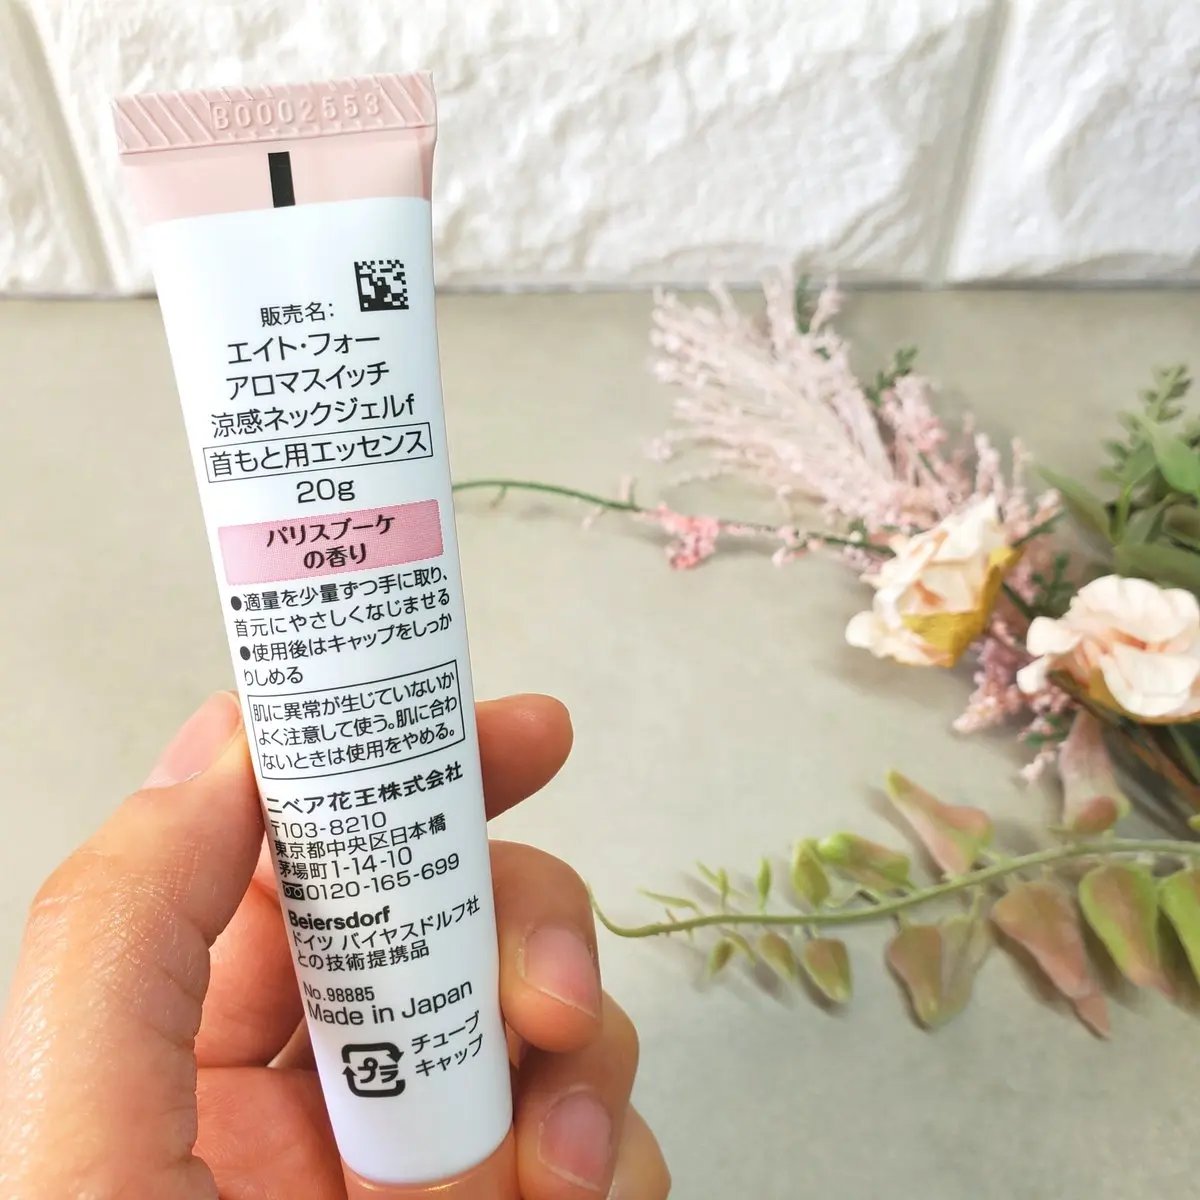 B0002553
販売名:
エイト・フォー
アロマスイッチ
涼感ネックジェルf
首もと用エッセンス
20g
パリスブーケ
の香り
●適量を少量ずつ手に取り、
首元にやさしくなじませる
●使用後はキャップをしっか
りしめる
肌に異常が生じていないか
よく注意して使う。肌に合わ
ないときは使用をやめる。
ニベア花王株式会社
〒103-8210
東京都中央区日本橋
茅場町1-14-10
0120-165-699
Beiersdorf
ドイツ バイヤスドルフ社
との技術提携品
No.98885
Made in Japan
プラ
チューブ
キャップ